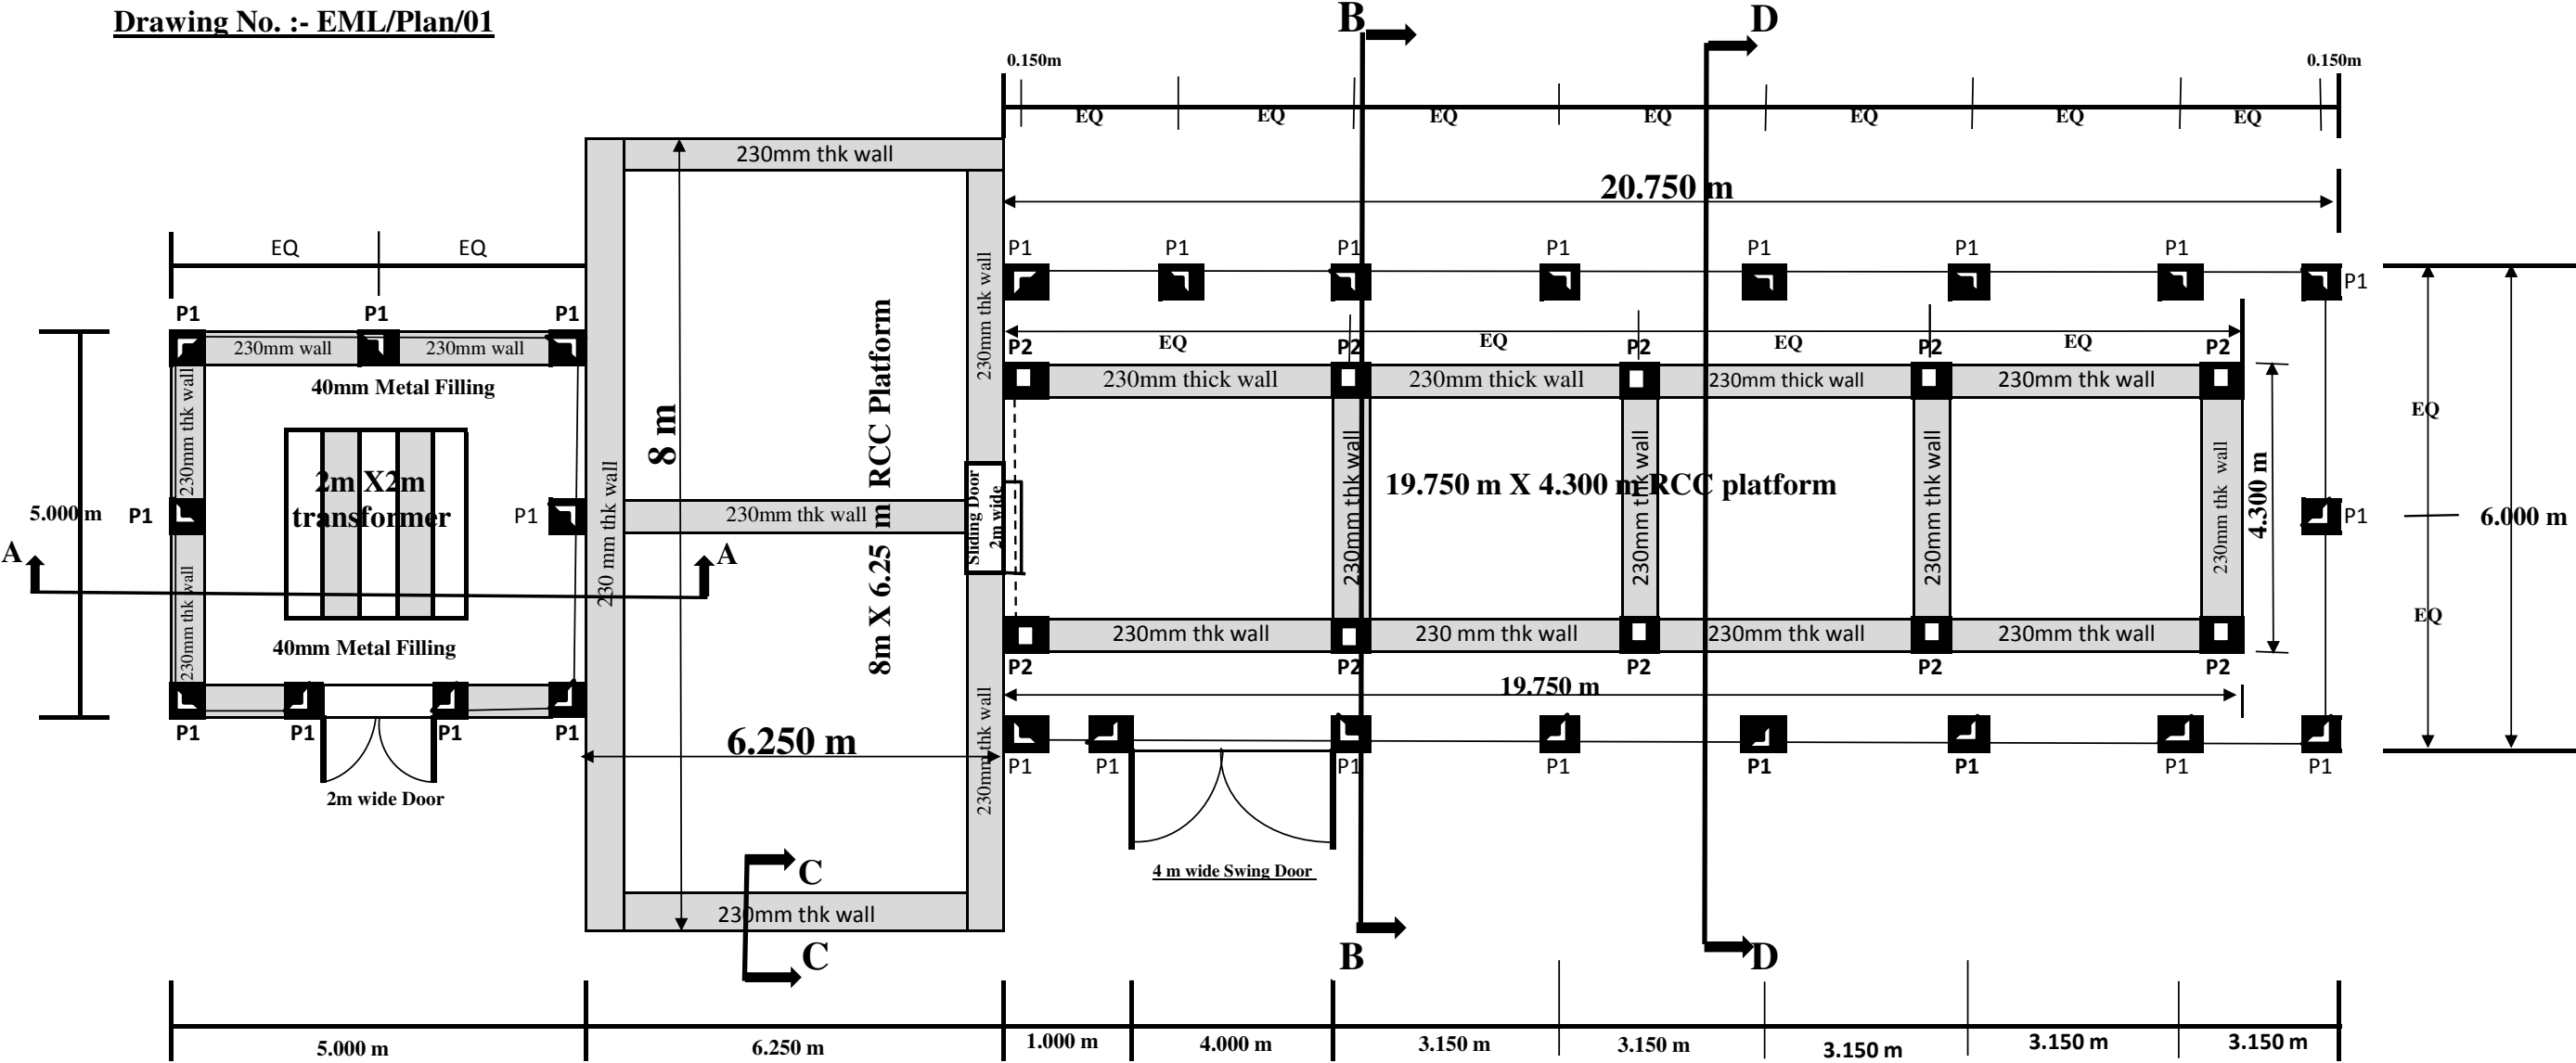 Drawing No. :- EML/Plan/01
B
D
0.150m
0.150m
EQ
EQ
EQ
EQ
EQ
EQ
EQ
230mm thk wall
20.750 m
EQ
EQ
P1
P1
P1
P1
P1
P1
P1
P1
P1
P1
P1
230mm wall
230mm wall
40mm Metal Filling
230mm thk wall
230mm thk wall
8 m
8m X 6.25 m RCC Platform
230mm thk wall
EQ
EQ
EQ
EQ
P2
P2
P2
P2
P2
230mm thick wall
230mm thick wall
230mm thick wall
230mm thk wall
EQ
5.000 m
P1
2m X2m
transformer
P1
230 mm thk wall
230mm thk wall
Sliding Door
2m wide
230mm thk wall
19.750 m X 4.300 m RCC platform
230mm thk wall
230mm thk wall
230mm thk wall
4.300 m
P1
6.000 m
A
A
EQ
40mm Metal Filling
230mm thk wall
230mm thk wall
230 mm thk wall
230mm thk wall
230mm thk wall
P2
P2
P2
P2
P2
19.750 m
P1
P1
P1
P1
2m wide Door
6.250 m
230mm thk wall
P1
P1
P1
P1
P1
P1
P1
P1
4 m wide Swing Door
C
230mm thk wall
C
B
D
5.000 m
6.250 m
1.000 m
4.000 m
3.150 m
3.150 m
3.150 m
3.150 m
3.150 m